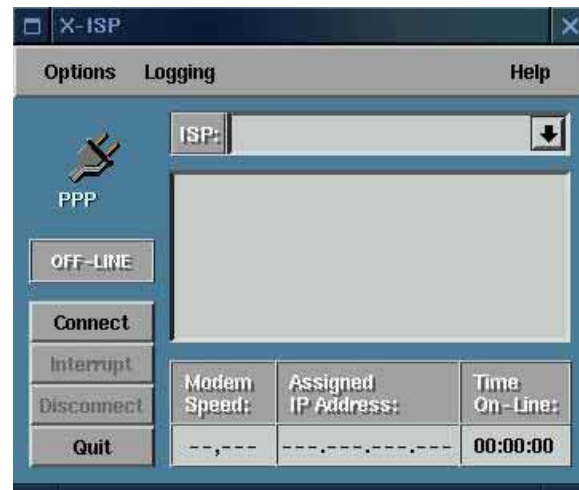 X-ISP
Options Logging Help
ISP:
PPP
OFF-LINE
Connect
Interrupt
Disconnect
Quit
Modem Speed:
Assigned IP Address:
Time On-Line:
--,---
---.---.---.---
00:00:00